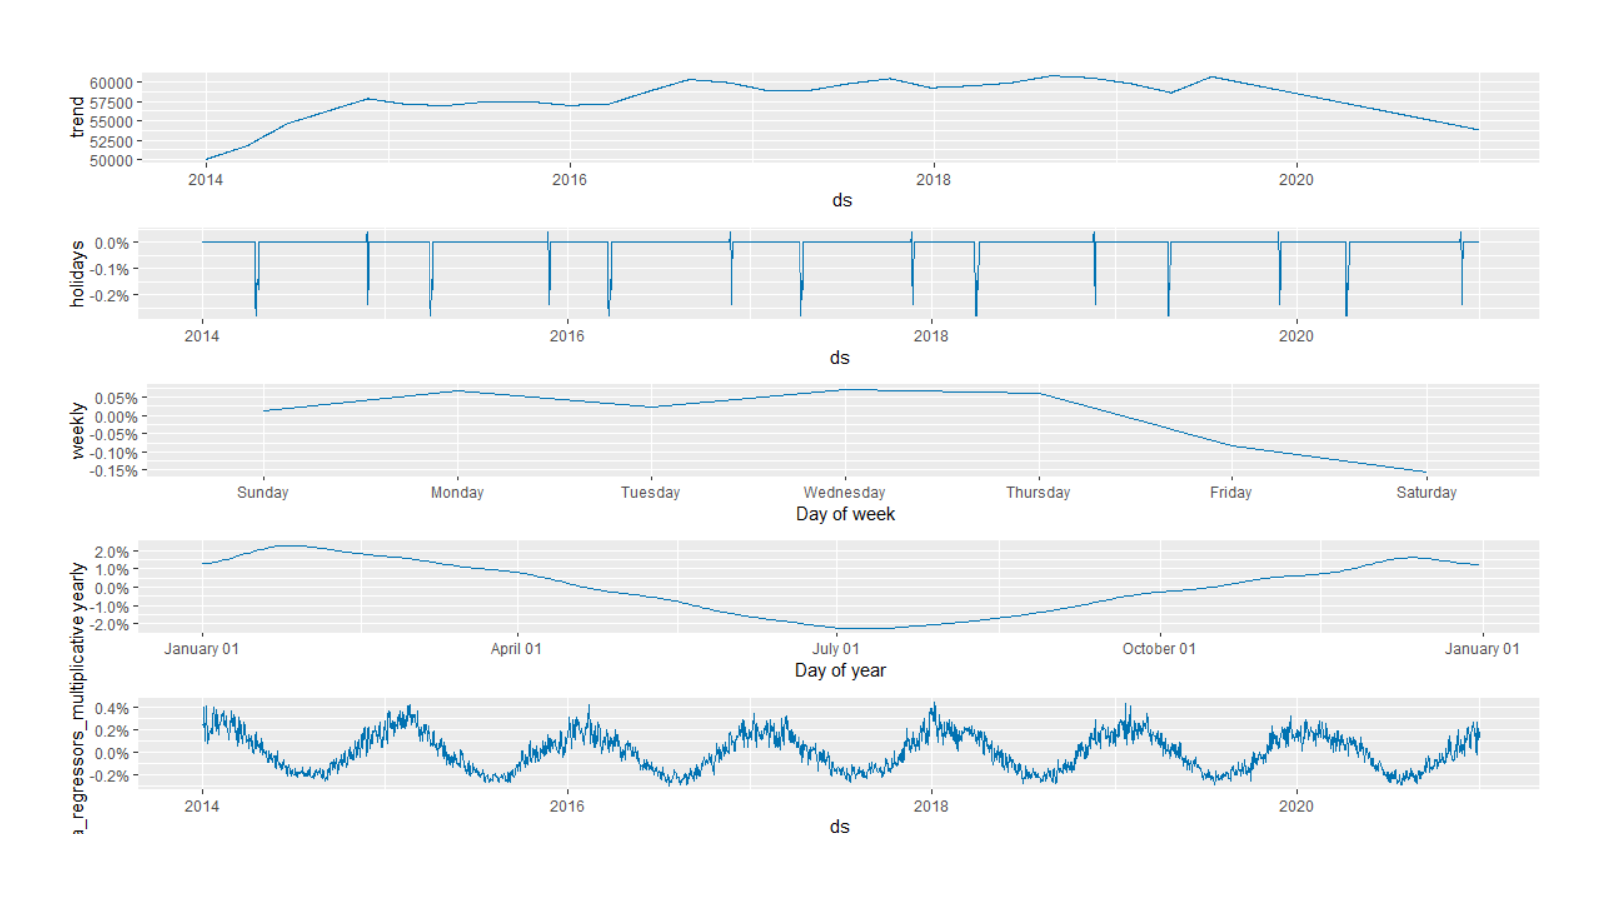 trend
60000
57500
55000
52500
50000
2014 2016 2018 2020
ds
holidays
0.0%
-0.1%
-0.2%
2014 2016 2018 2020
ds
weekly
0.05%
0.00%
-0.05%
-0.10%
-0.15%
Sunday Monday Tuesday Wednesday Thursday Friday Saturday
Day of week
yearly
2.0%
1.0%
0.0%
-1.0%
-2.0%
January 01 April 01 July 01 October 01 January 01
Day of year
a_regressors_multiplicative
0.4%
0.2%
0.0%
-0.2%
2014 2016 2018 2020
ds